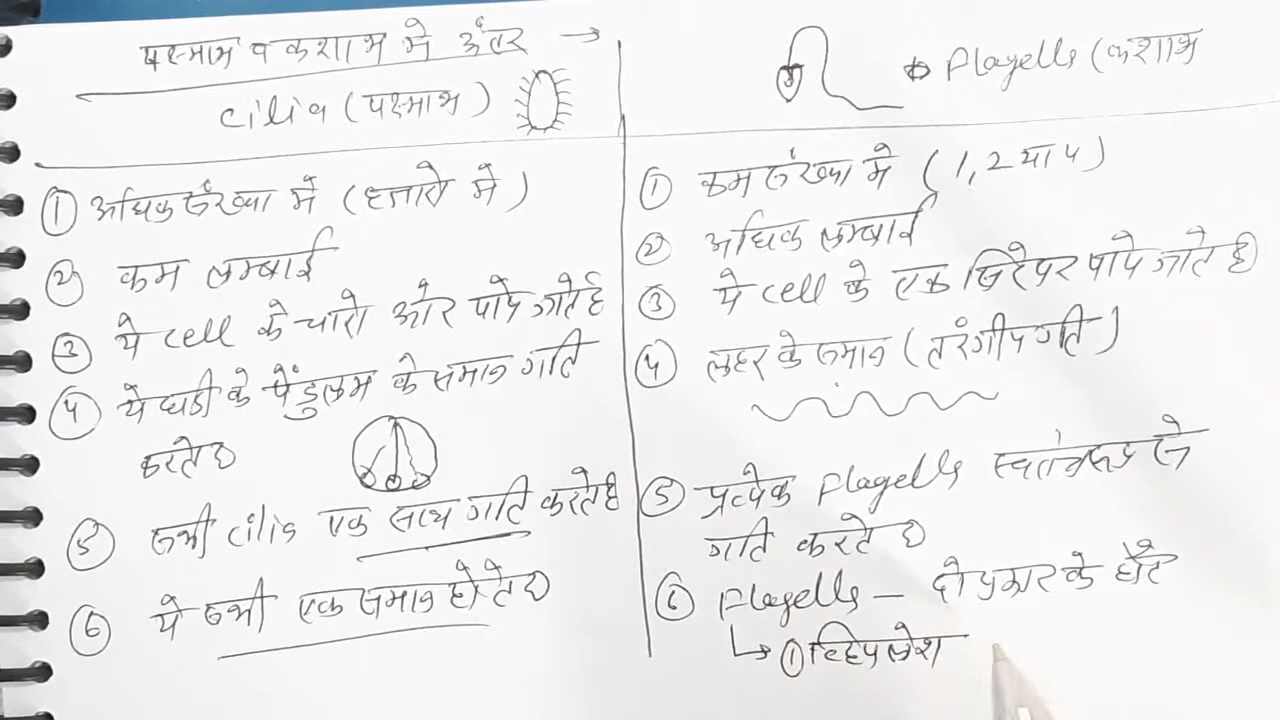 पक्ष्माभ व कशाभ में अंतर →
cilia (पक्ष्माभ)
① अधिक संख्या में (हजारो में)
② कम लम्बाई
③ ये cell के चारो और पाये जाते है
④ ये घडी के पेंडुलम के समान गति
करते है
⑤ सभी cilia एक साथ गति करते है
⑥ ये सभी एक समान होते है
Flagella (कशाभ
① कम संख्या में (1, 2 या 4)
② अधिक लम्बाई
③ ये cell के एक सिरे पर पाये जाते है
④ लहर के समान (तरंगीय गति)
⑤ प्रत्येक Flagella स्वतंत्र रूप से
गति करते है
⑥ Flagella – दो प्रकार के होते है
① व्हिपलेश